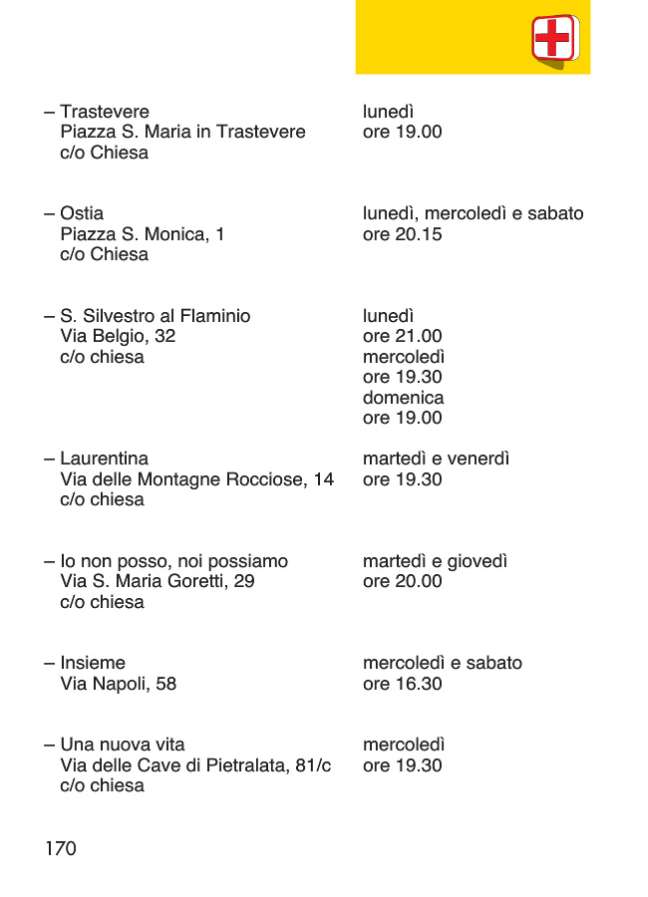 – Trastevere
Piazza S. Maria in Trastevere
c/o Chiesa
lunedì
ore 19.00
– Ostia
Piazza S. Monica, 1
c/o Chiesa
lunedì, mercoledì e sabato
ore 20.15
– S. Silvestro al Flaminio
Via Belgio, 32
c/o chiesa
lunedì
ore 21.00
mercoledì
ore 19.30
domenica
ore 19.00
– Laurentina
Via delle Montagne Rocciose, 14
c/o chiesa
martedì e venerdì
ore 19.30
– Io non posso, noi possiamo
Via S. Maria Goretti, 29
c/o chiesa
martedì e giovedì
ore 20.00
– Insieme
Via Napoli, 58
mercoledì e sabato
ore 16.30
– Una nuova vita
Via delle Cave di Pietralata, 81/c
c/o chiesa
mercoledì
ore 19.30
170